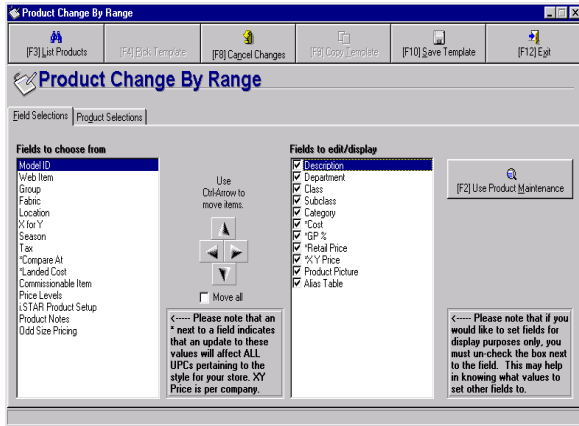 Product Change By Range
[F3] List Products
[F4] Pick Template
[F8] Cancel Changes
[F9] Copy Template
[F10] Save Template
[F12] Exit
Product Change By Range
Field Selections
Product Selections
Fields to choose from
Model ID
Web Item
Group
Fabric
Location
X for Y
Season
Tax
*Compare At
*Landed Cost
Commissionable Item
Price Levels
i.STAR Product Setup
Product Notes
Odd Size Pricing
Use
Ctrl-Arrow to
move items.
Move all
<----- Please note that an
* next to a field indicates
that an update to these
values will affect ALL
UPCs pertaining to the
style for your store. XY
Price is per company.
Fields to edit/display
Description
Department
Class
Subclass
Category
*Cost
*GP %
*Retail Price
*X Y Price
Product Picture
Alias Table
[F2] Use Product Maintenance
<----- Please note that if you
would like to set fields for
display purposes only, you
must un-check the box next
to the field. This may help
in knowing what values to
set other fields to.